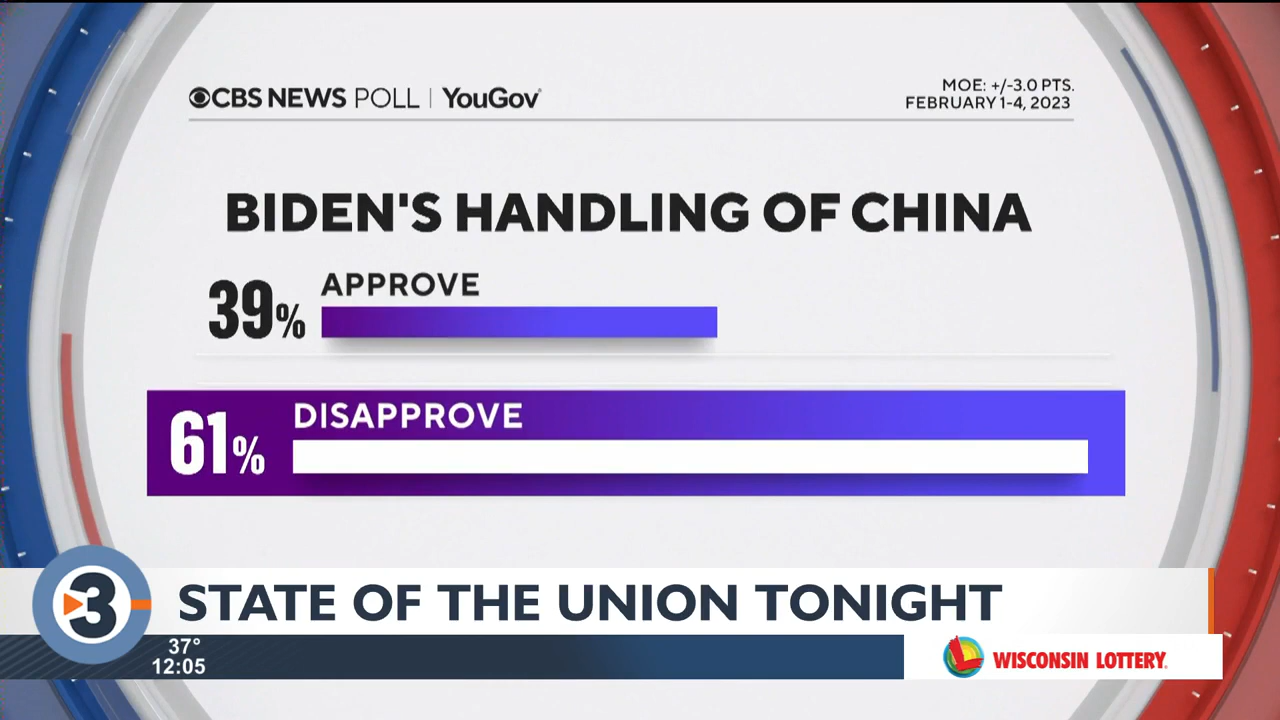 CBS NEWS POLL | YouGov
MOE: +/-3.0 PTS.
FEBRUARY 1-4, 2023
BIDEN'S HANDLING OF CHINA
39% APPROVE
61% DISAPPROVE
3 STATE OF THE UNION TONIGHT
37°
12:05
WISCONSIN LOTTERY